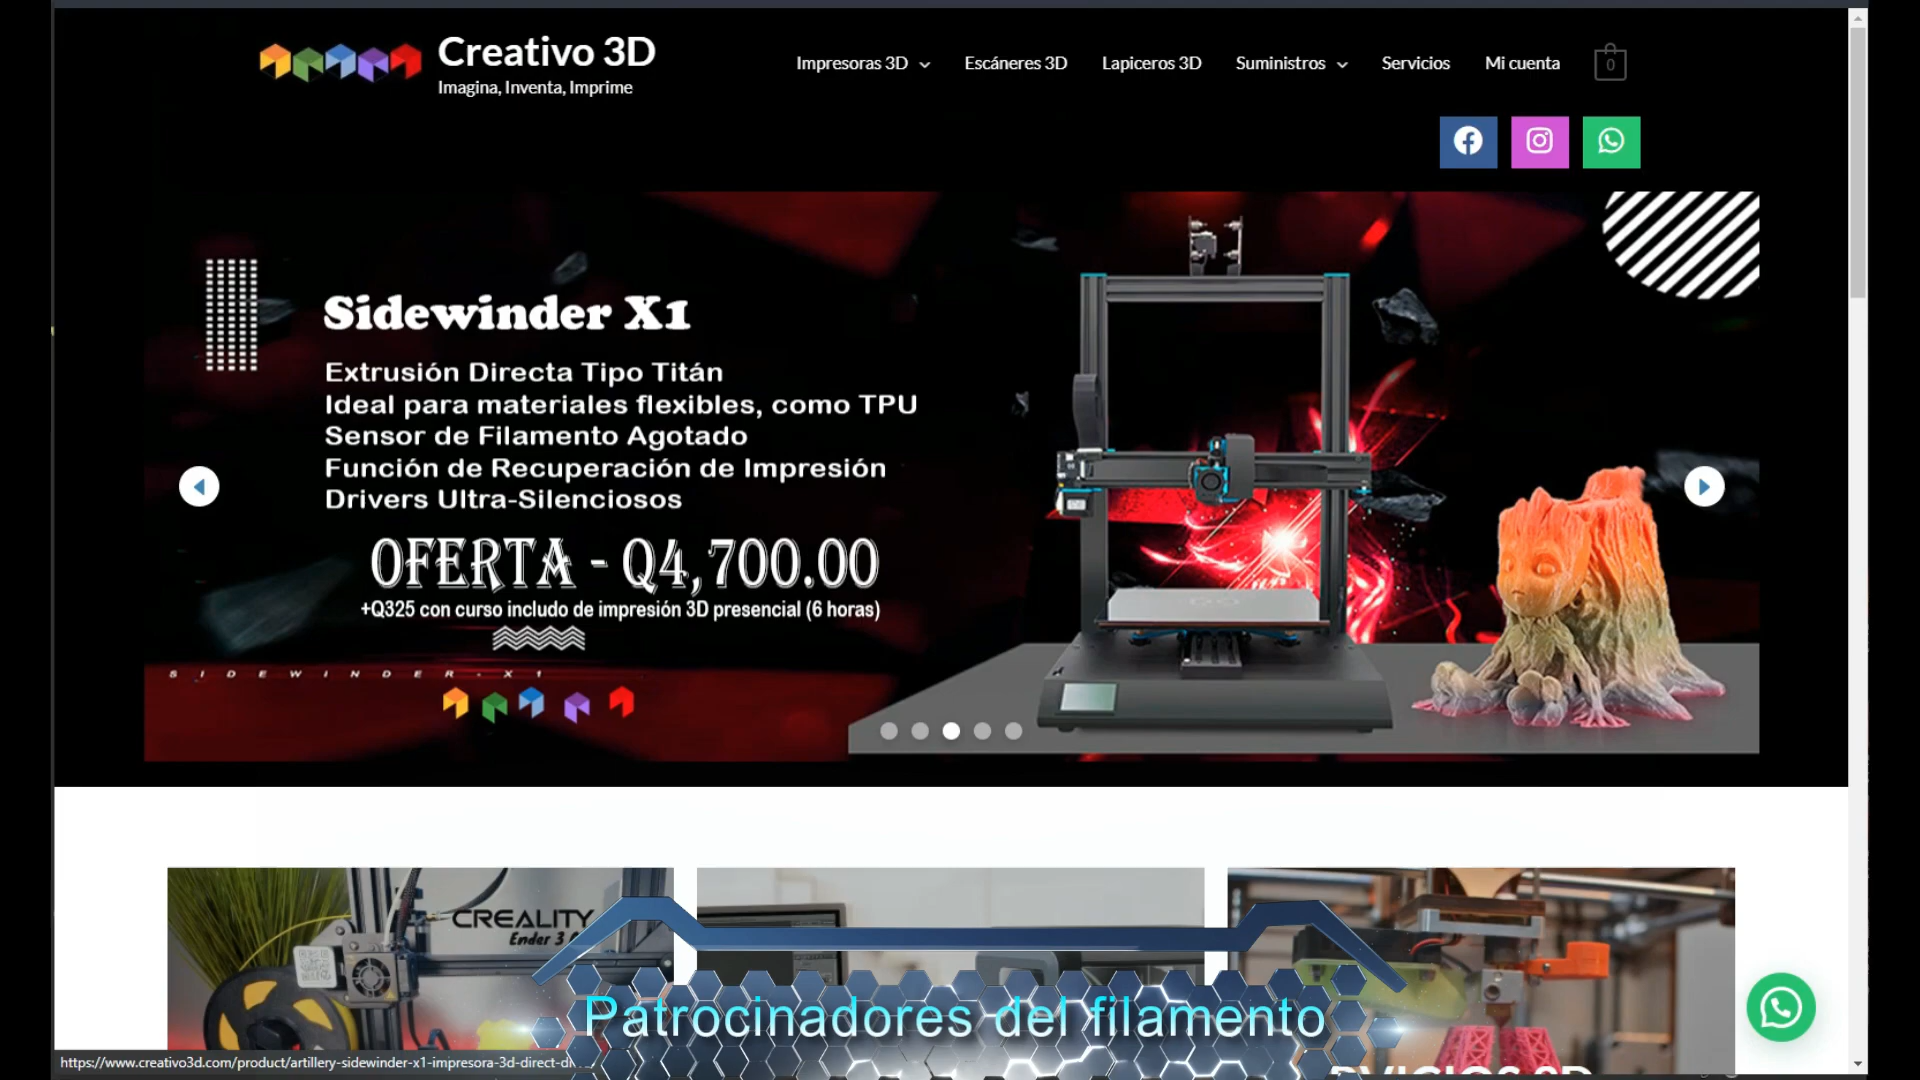 Creativo 3D
Imagina, Inventa, Imprime
Impresoras 3D
Escáneres 3D
Lapiceros 3D
Suministros
Servicios
Mi cuenta
0
Sidewinder X1
Extrusión Directa Tipo Titán
Ideal para materiales flexibles, como TPU
Sensor de Filamento Agotado
Función de Recuperación de Impresión
Drivers Ultra-Silenciosos
OFERTA - Q4,700.00
+Q325 con curso includo de impresión 3D presencial (6 horas)
SIDEWINDER-X1
CREALITY
Ender 3
Patrocinadores del filamento
https://www.creativo3d.com/product/artillery-sidewinder-x1-impresora-3d-direct-d